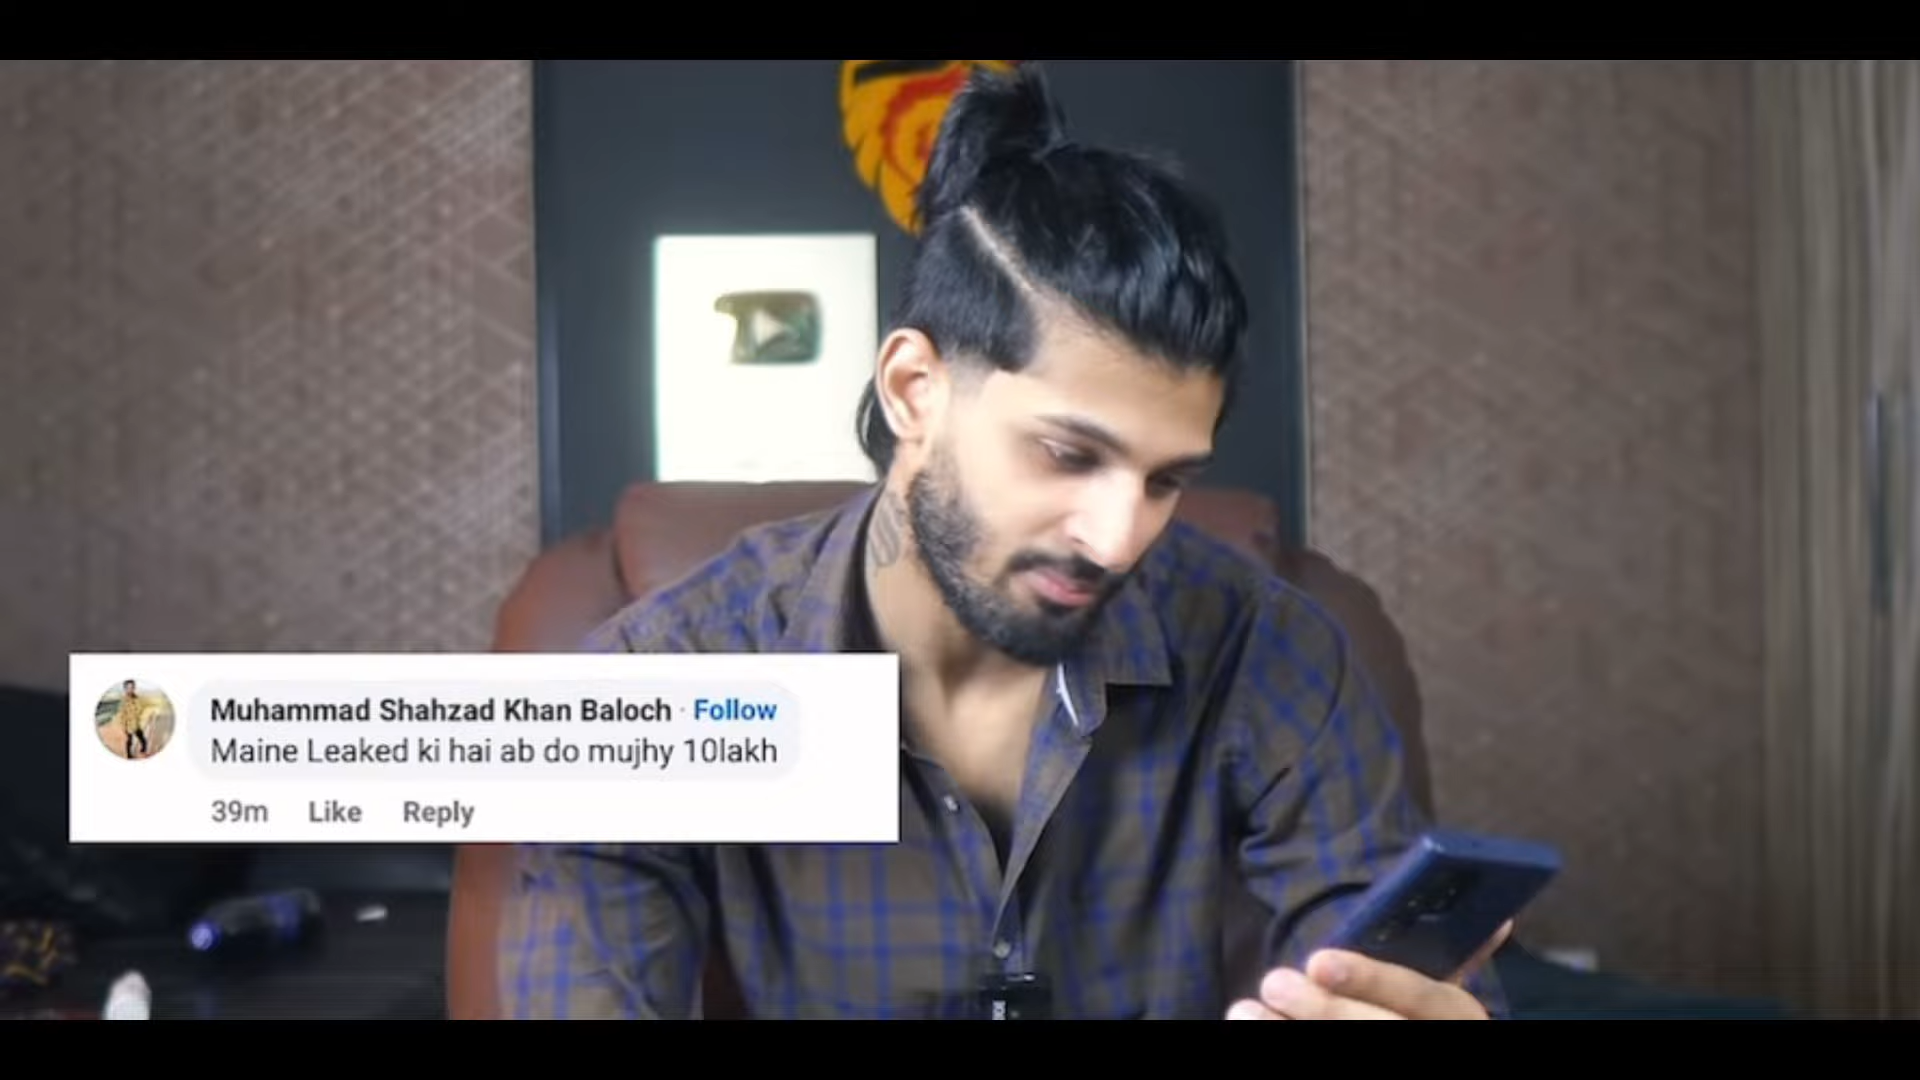 Muhammad Shahzad Khan Baloch · Follow
Maine Leaked ki hai ab do mujhy 10lakh
39m Like Reply